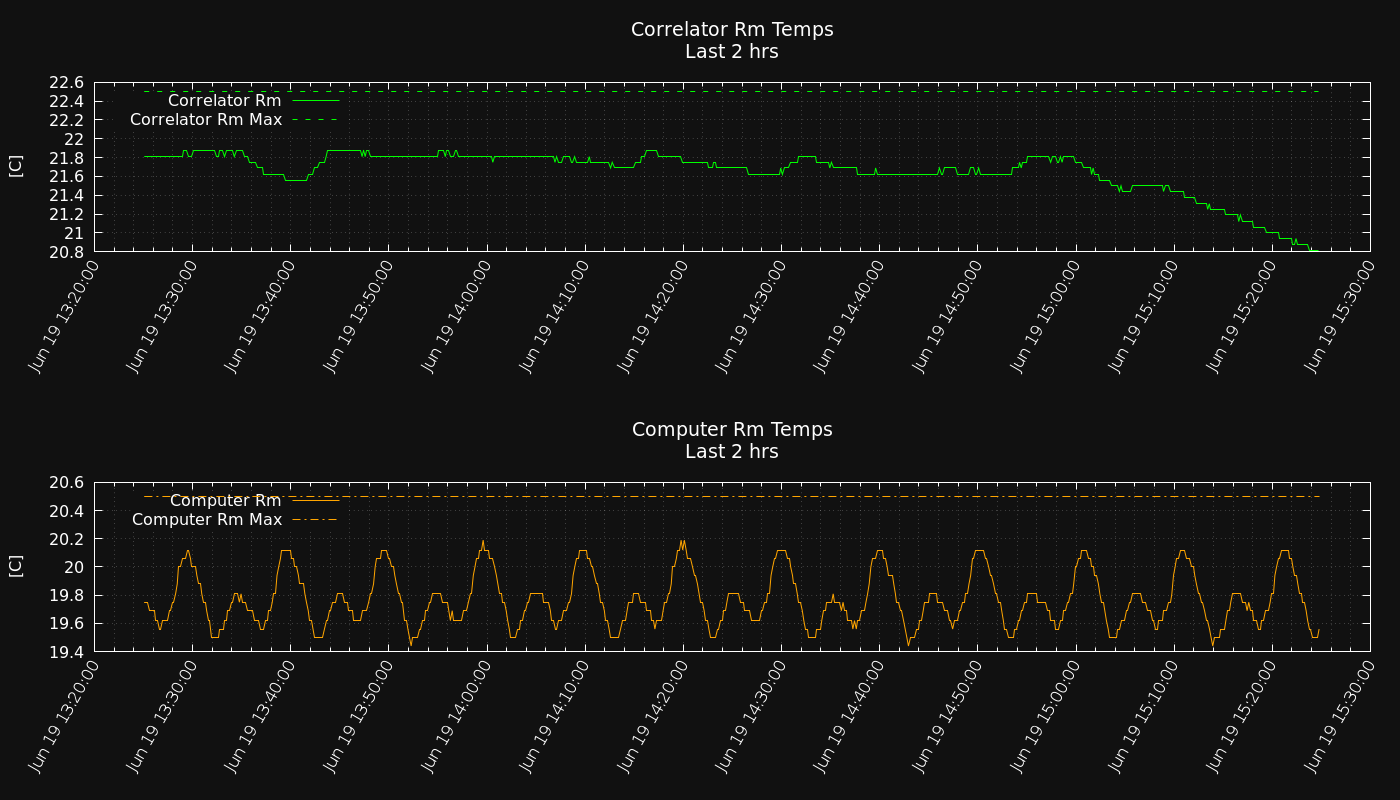 Correlator Rm Temps
Last 2 hrs
[C]
22.6
22.4
22.2
22
21.8
21.6
21.4
21.2
21
20.8
Correlator Rm
Correlator Rm Max
Jun 19 13:20:00
Jun 19 13:30:00
Jun 19 13:40:00
Jun 19 13:50:00
Jun 19 14:00:00
Jun 19 14:10:00
Jun 19 14:20:00
Jun 19 14:30:00
Jun 19 14:40:00
Jun 19 14:50:00
Jun 19 15:00:00
Jun 19 15:10:00
Jun 19 15:20:00
Jun 19 15:30:00
Computer Rm Temps
Last 2 hrs
[C]
20.6
20.4
20.2
20
19.8
19.6
19.4
Computer Rm
Computer Rm Max
Jun 19 13:20:00
Jun 19 13:30:00
Jun 19 13:40:00
Jun 19 13:50:00
Jun 19 14:00:00
Jun 19 14:10:00
Jun 19 14:20:00
Jun 19 14:30:00
Jun 19 14:40:00
Jun 19 14:50:00
Jun 19 15:00:00
Jun 19 15:10:00
Jun 19 15:20:00
Jun 19 15:30:00